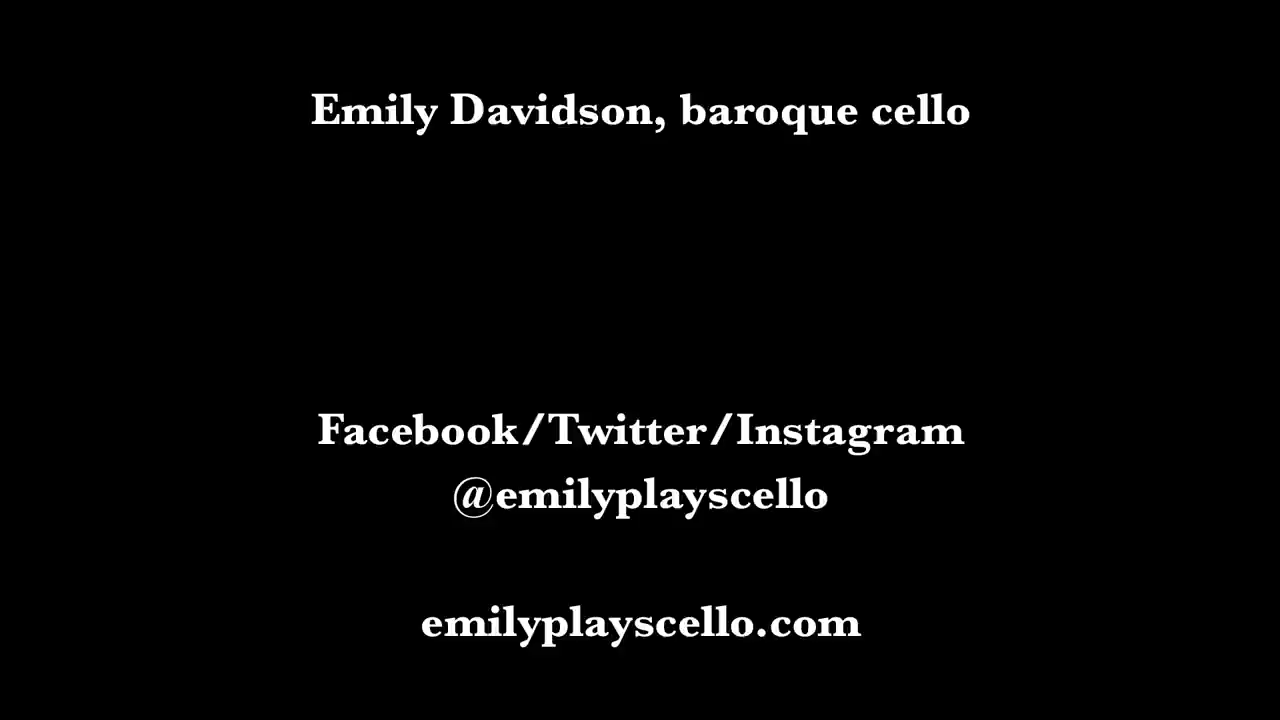 Emily Davidson, baroque cello
Facebook/Twitter/Instagram
@emilyplayscello
emilyplayscello.com